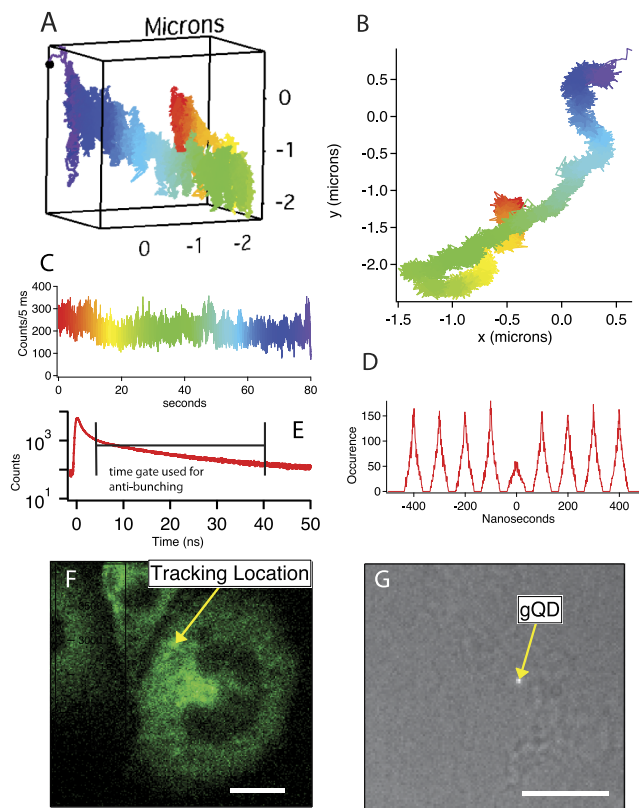 A
Microns
0
-1
-2
0
-1
-2
B
y (microns)
0.5
0.0
-0.5
-1.0
-1.5
-2.0
-1.5
-1.0
-0.5
0.0
0.5
x (microns)
C
Counts/5 ms
400
300
200
100
0
0
20
40
60
80
seconds
D
Occurence
150
100
50
0
-400
-200
0
200
400
Nanoseconds
E
Counts
10³
10¹
time gate used for
anti-bunching
0
10
20
30
40
50
Time (ns)
F
Tracking Location
G
gQD